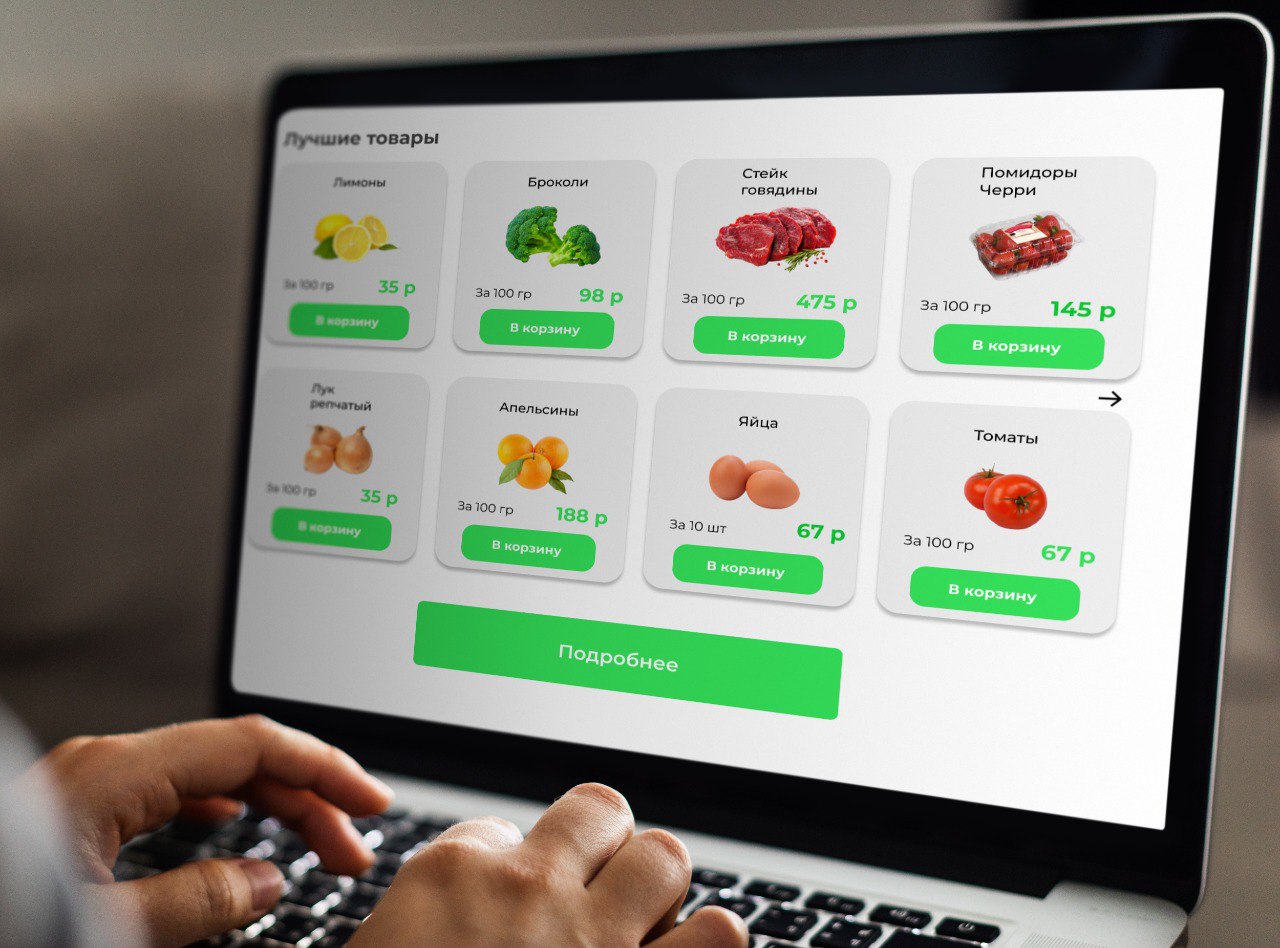 Лучшие товары
Лимоны
За 100 гр
35 р
В корзину
Броколи
За 100 гр
98 р
В корзину
Стейк
говядины
За 100 гр
475 р
В корзину
Помидоры
Черри
За 100 гр
145 р
В корзину
Лук
репчатый
За 100 гр
35 р
В корзину
Апельсины
За 100 гр
188 р
В корзину
Яйца
За 10 шт
67 р
В корзину
Томаты
За 100 гр
67 р
В корзину
Подробнее